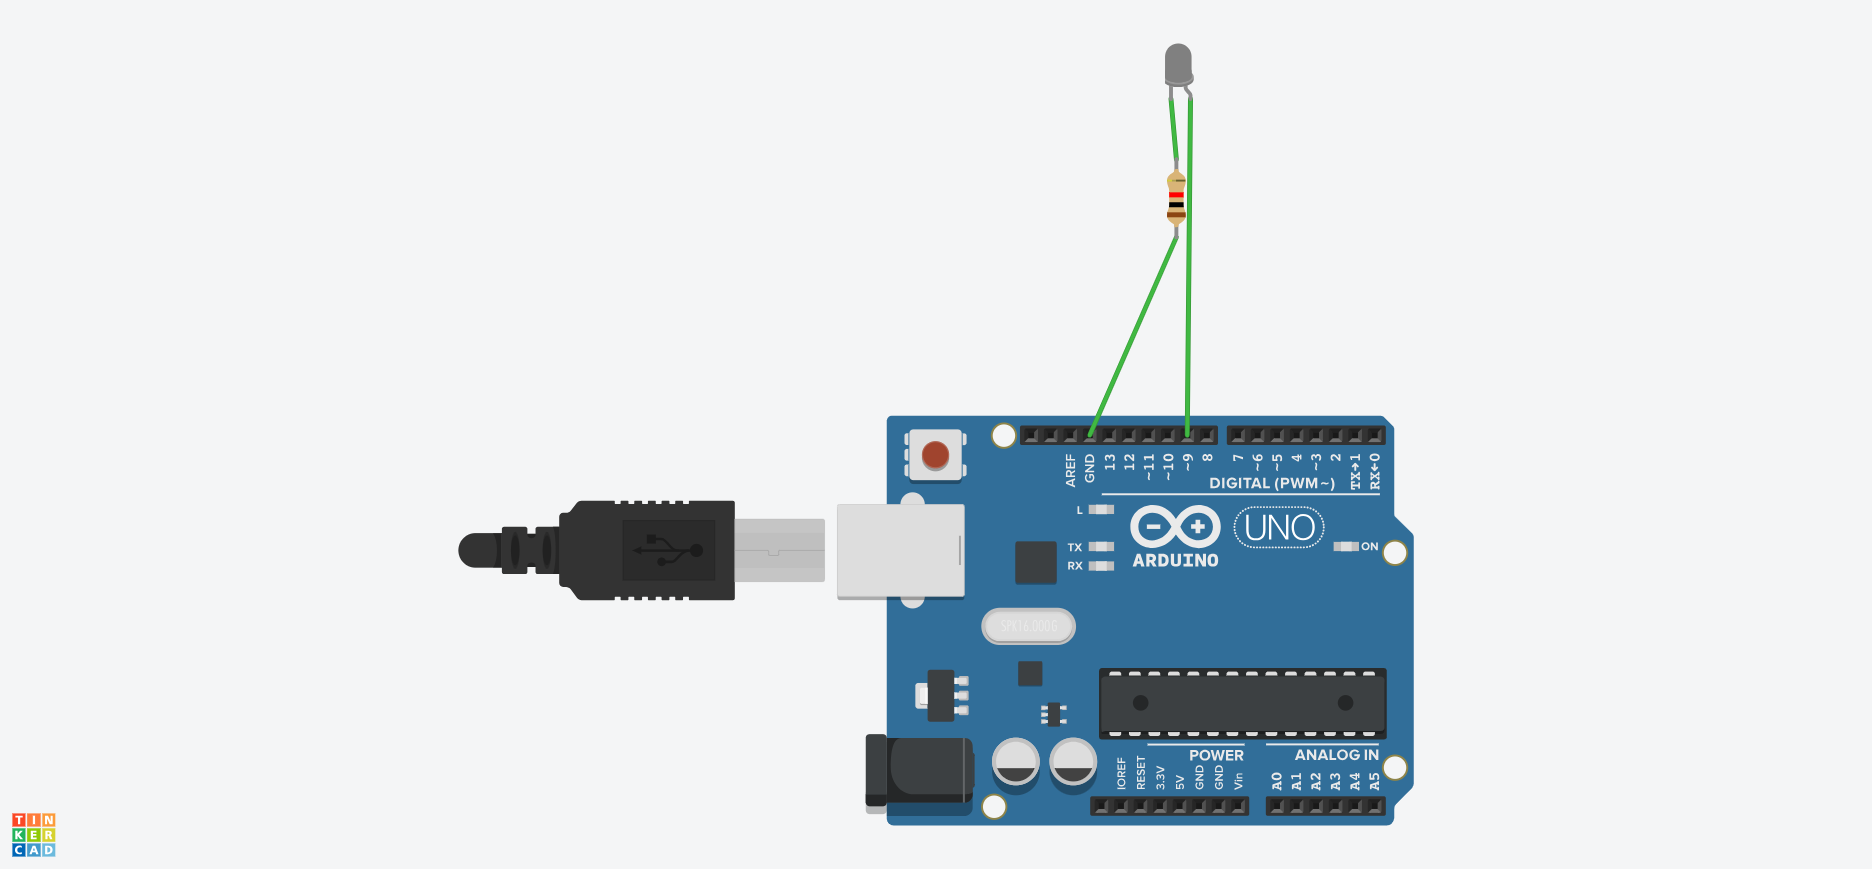 AREF
GND
13
12
~11
~10
~9
8
7
~6
~5
4
~3
2
TX→1
RX←0
DIGITAL (PWM~)
L
TX
RX
ARDUINO
UNO
ON
SPK16.000G
POWER
ANALOG IN
IOREF
RESET
3.3V
5V
GND
GND
Vin
A0
A1
A2
A3
A4
A5
TIN
KER
CAD